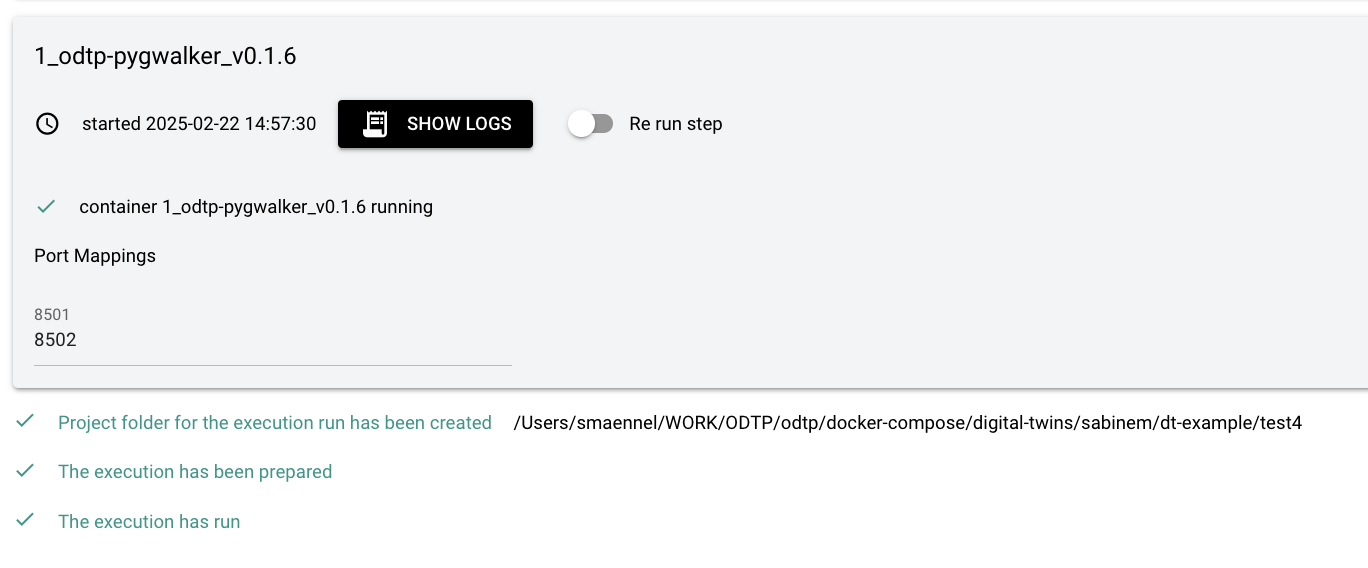 1_odtp-pygwalker_v0.1.6
started 2025-02-22 14:57:30 SHOW LOGS Re run step
container 1_odtp-pygwalker_v0.1.6 running
Port Mappings
8501
8502
Project folder for the execution run has been created /Users/smaennel/WORK/ODTP/odtp/docker-compose/digital-twins/sabinem/dt-example/test4
The execution has been prepared
The execution has run